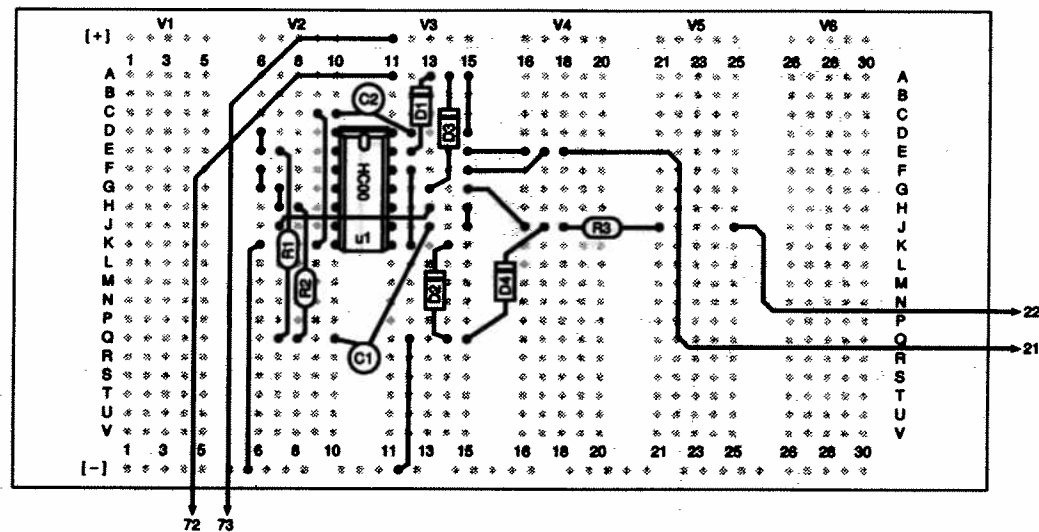 V1 V2 V3 V4 V5 V6
[+]
1 3 5 6 8 10 11 13 15 16 18 20 21 23 25 26 28 30
A A
B B
C2 D1
C C
D3
D D
E E
F F
HC00
G G
H H
J R3 J
u1
K R1 K
L L
M R2 D2 D4 M
N N
22
P P
Q Q
C1
21
R R
S S
T T
U U
V V
1 3 5 6 8 10 11 13 15 16 18 20 21 23 25 26 28 30
[-]
72 73